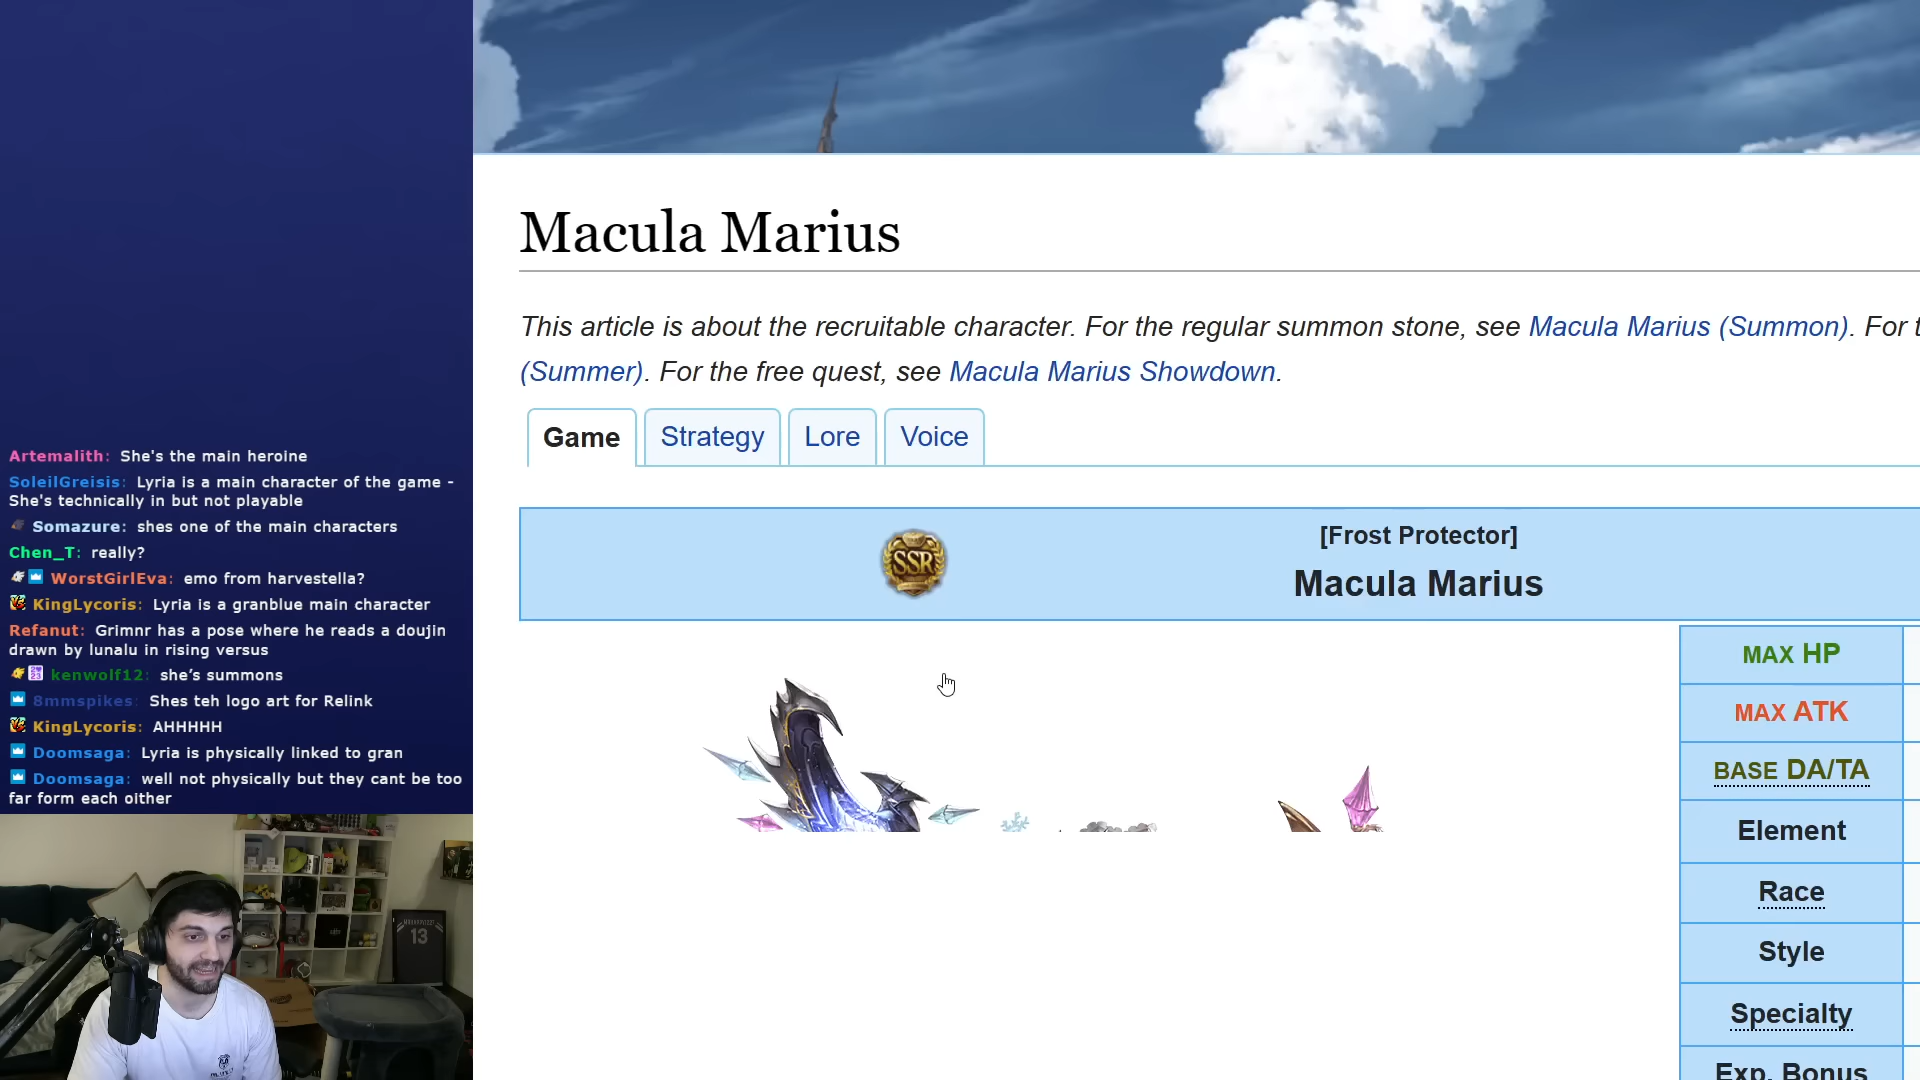 Artemalith: She's the main heroine
SoleilGreisis: Lyria is a main character of the game -
She's technically in but not playable
Somazure: shes one of the main characters
Chen_T: really?
WorstGirlEva: emo from harvestella?
KingLycoris: Lyria is a granblue main character
Refanut: Grimnr has a pose where he reads a doujin
drawn by lunalu in rising versus
kenwolf12: she's summons
8mmspikes: Shes teh logo art for Relink
KingLycoris: AHHHHH
Doomsaga: Lyria is physically linked to gran
Doomsaga: well not physically but they cant be too
far form each oither
13
Macula Marius
This article is about the recruitable character. For the regular summon stone, see Macula Marius (Summon). For t
(Summer). For the free quest, see Macula Marius Showdown.
Game Strategy Lore Voice
SSR
[Frost Protector]
Macula Marius
MAX HP
MAX ATK
BASE DA/TA
Element
Race
Style
Specialty
Exp. Bonus